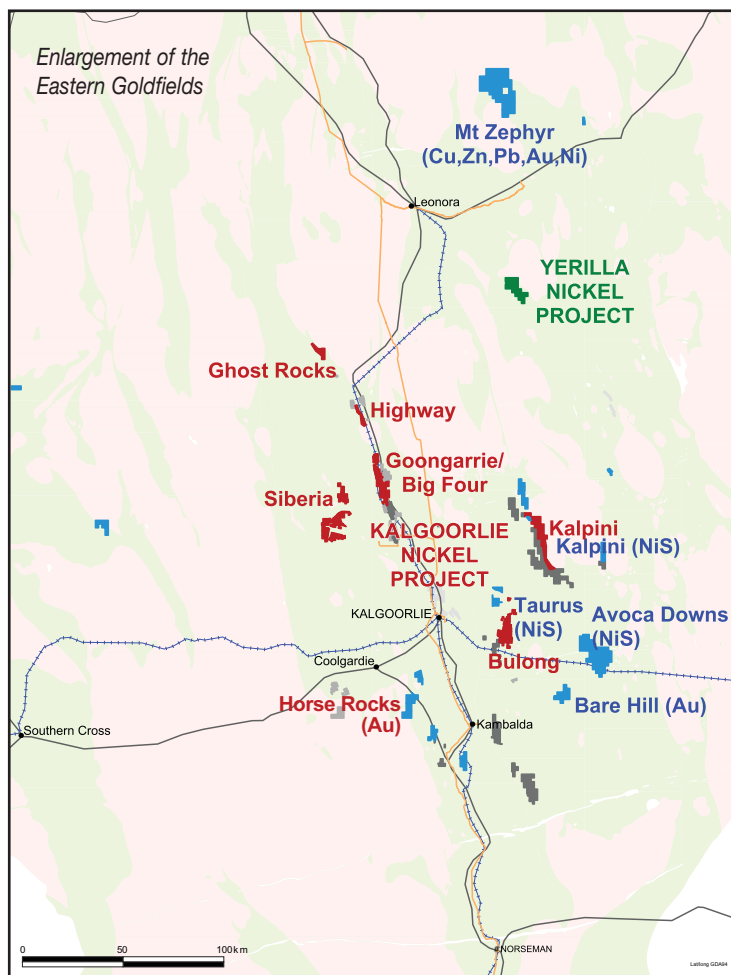 Enlargement of the
Eastern Goldfields
Mt Zephyr
(Cu,Zn,Pb,Au,Ni)
Leonora
YERILLA
NICKEL
PROJECT
Ghost Rocks
Highway
Goongarrie/
Big Four
Siberia
KALGOORLIE
NICKEL
PROJECT
Kalpini
Kalpini (NiS)
Taurus
(NiS)
Avoca Downs
(NiS)
KALGOORLIE
Bulong
Coolgardie
Horse Rocks
(Au)
Bare Hill (Au)
Kambalda
Southern Cross
NORSEMAN
0 50 100km
Lat\long GDA94